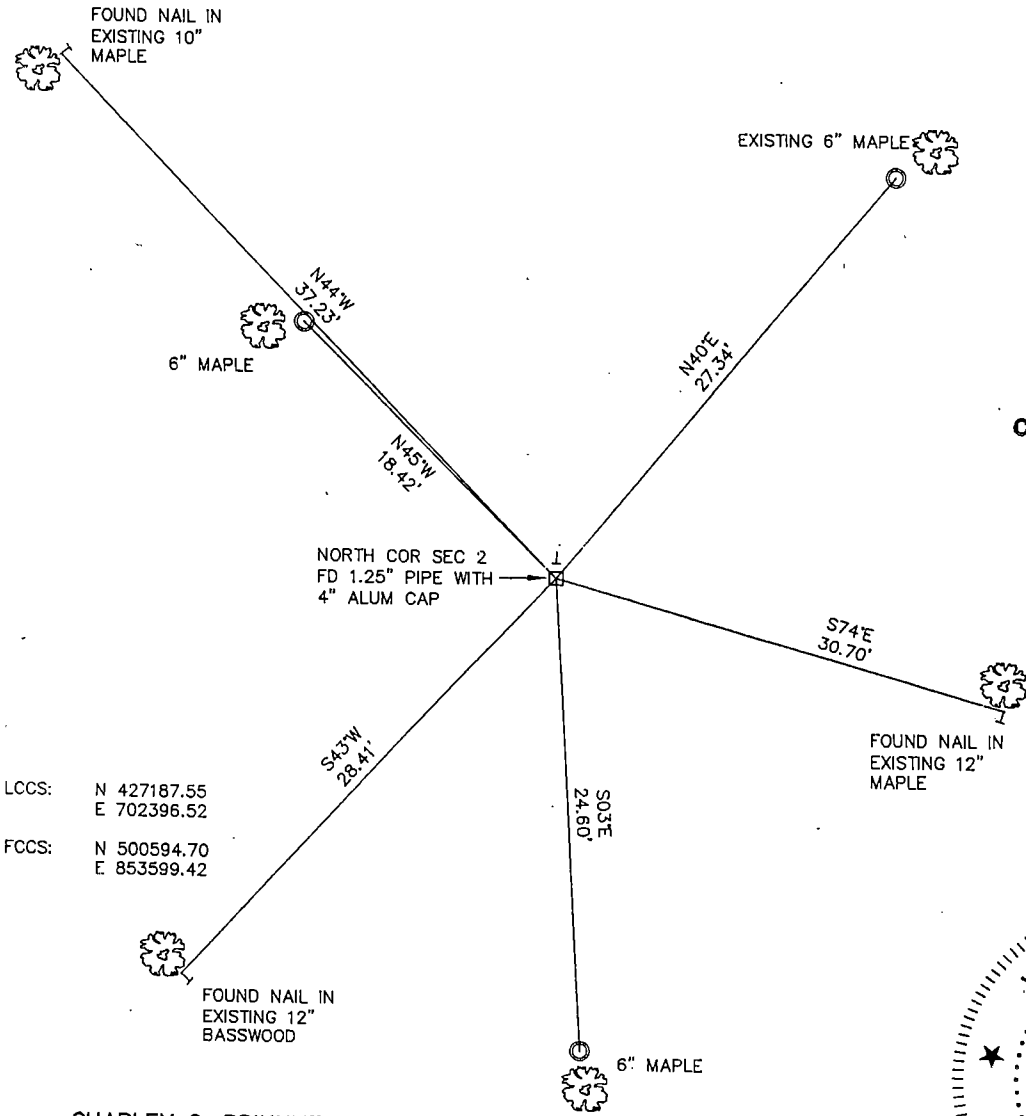 FOUND NAIL IN
EXISTING 10"
MAPLE
EXISTING 6" MAPLE
N44°W
37.23'
6" MAPLE
N40°E
27.34'
N45°W
18.42'
NORTH COR SEC 2
FD 1.25" PIPE WITH
4" ALUM CAP
S74°E
30.70'
FOUND NAIL IN
EXISTING 12"
MAPLE
S43°W
28.41'
S03°E
24.60'
LCCS: N 427187.55
E 702396.52
FCCS: N 500594.70
E 853599.42
FOUND NAIL IN
EXISTING 12"
BASSWOOD
6" MAPLE